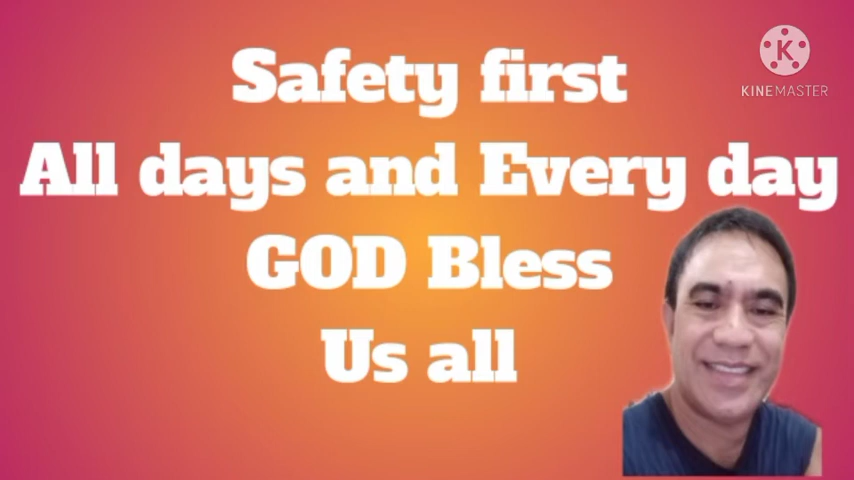 K
KINEMASTER
Safety first
All days and Every day
GOD Bless
Us all